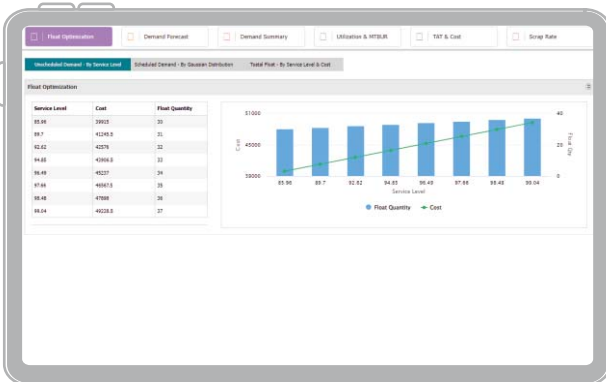 Float Optimization
Demand Forecast
Demand Summary
Utilization & MTBUR
TAT & Cost
Scrap Rate
Unscheduled Demand - By Service Level
Scheduled Demand - By Gaussian Distribution
Toatal Float - By Service Level & Cost
Float Optimization
Service Level Cost Float Quantity
85.96 39915 30
89.7 41245.5 31
92.62 42576 32
94.85 43906.5 33
96.49 45237 34
97.66 46567.5 35
98.48 47898 36
99.04 49228.5 37
51000 40
Cost 45000 20 Float Qty
39000 0
85.96 89.7 92.62 94.85 96.49 97.66 98.48 99.04
Service Level
Float Quantity Cost